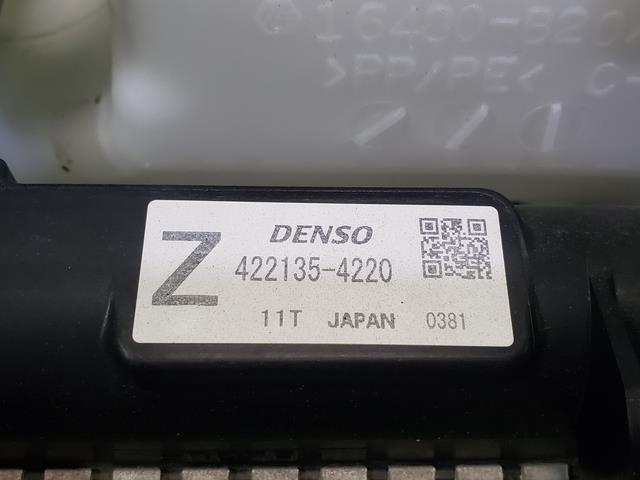 >PP/PE<
DENSO
Z
422135-4220
11T JAPAN 0381